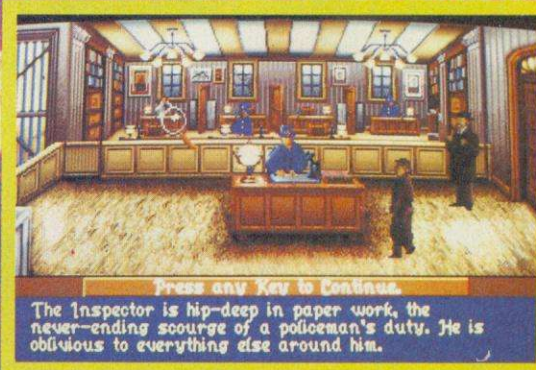 Press any Key to Continue.
The Inspector is hip-deep in paper work, the
never-ending scourge of a policeman's duty. He is
oblivious to everything else around him.